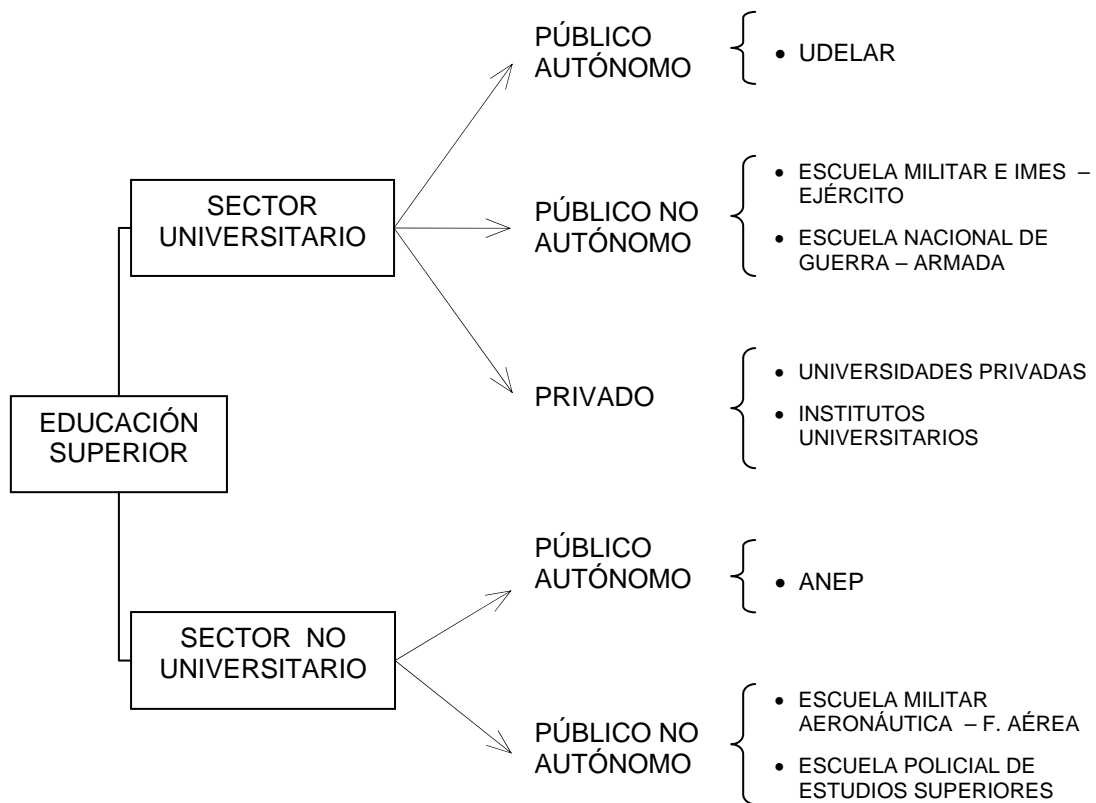 EDUCACIÓN
SUPERIOR
SECTOR
UNIVERSITARIO
PÚBLICO
AUTÓNOMO
• UDELAR
PÚBLICO NO
AUTÓNOMO
• ESCUELA MILITAR E IMES –
EJÉRCITO
• ESCUELA NACIONAL DE
GUERRA – ARMADA
PRIVADO
• UNIVERSIDADES PRIVADAS
• INSTITUTOS
UNIVERSITARIOS
SECTOR NO
UNIVERSITARIO
PÚBLICO
AUTÓNOMO
• ANEP
PÚBLICO NO
AUTÓNOMO
• ESCUELA MILITAR
AERONÁUTICA – F. AÉREA
• ESCUELA POLICIAL DE
ESTUDIOS SUPERIORES